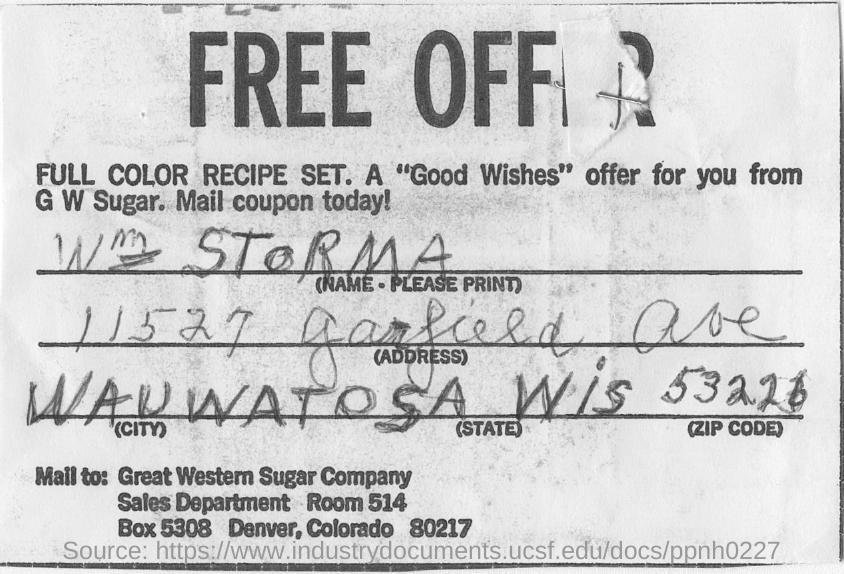 FREE OFFER
FULL COLOR RECIPE SET. A "Good Wishes" offer for you from
G W Sugar. Mail coupon today!
Wm STORMA
(NAME - PLEASE PRINT)
11527 Garfield Ave
(ADDRESS)
WAUWATOSA Wis 53226
(CITY) (STATE) (ZIP CODE)
Mail to: Great Western Sugar Company
Sales Department Room 514
Box 5308 Denver, Colorado 80217
Source: https://www.industrydocuments.ucsf.edu/docs/ppnh0227